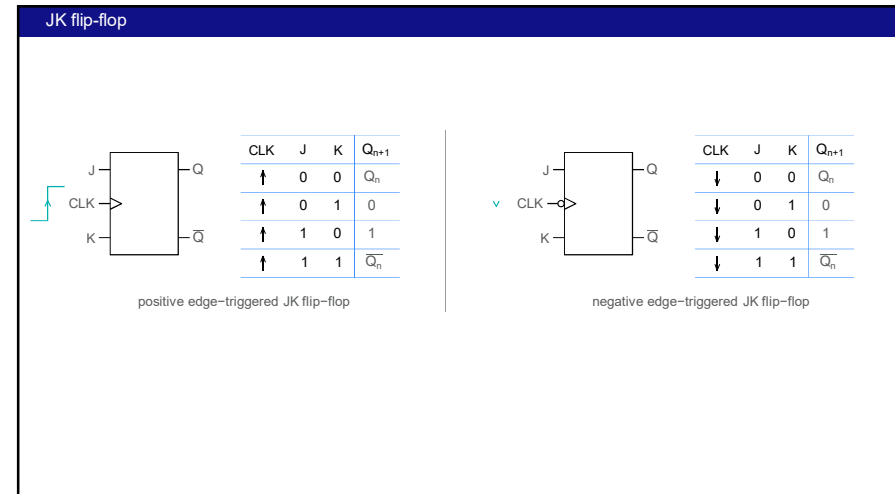 JK flip-flop
J
CLK
K
Q
Q̅
CLK J K Qₙ₊₁
↑ 0 0 Qₙ
↑ 0 1 0
↑ 1 0 1
↑ 1 1 Q̅ₙ
positive edge−triggered JK flip−flop
J
CLK
K
Q
Q̅
CLK J K Qₙ₊₁
↓ 0 0 Qₙ
↓ 0 1 0
↓ 1 0 1
↓ 1 1 Q̅ₙ
negative edge−triggered JK flip−flop